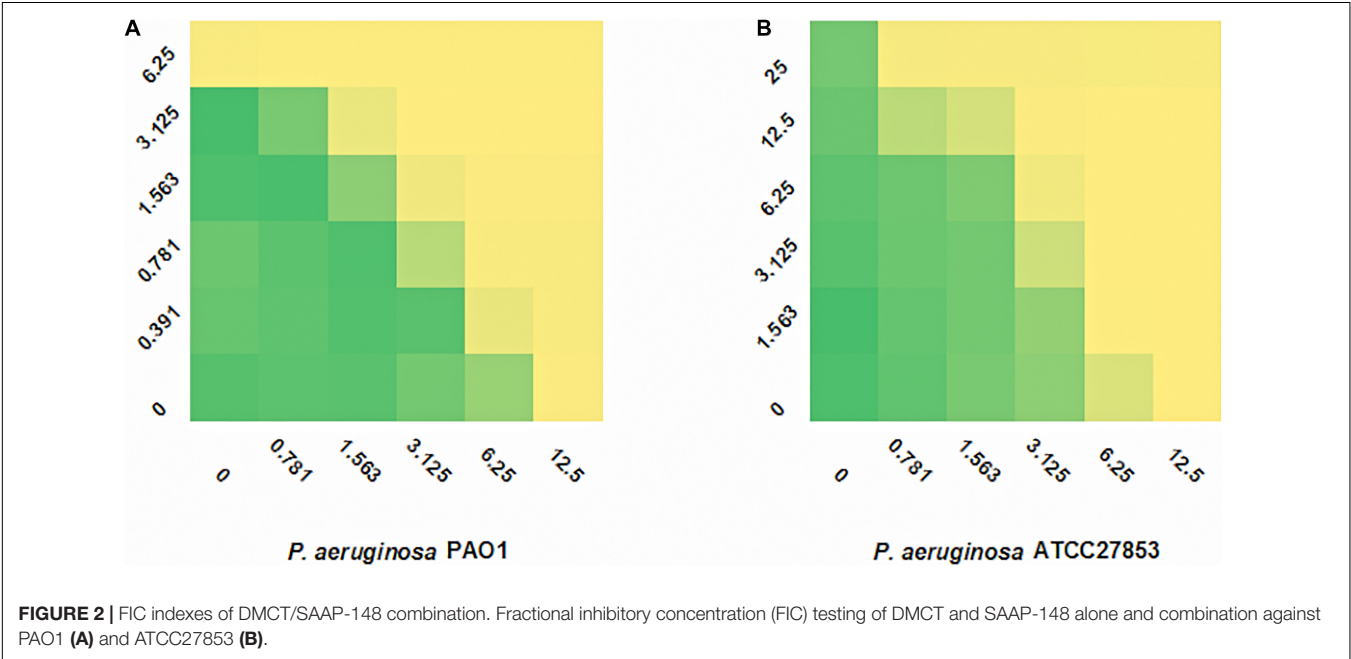 A
6.25
3.125
1.563
0.781
0.391
0
0 0.781 1.563 3.125 6.25 12.5
P. aeruginosa PAO1
B
25
12.5
6.25
3.125
1.563
0
0 0.781 1.563 3.125 6.25 12.5
P. aeruginosa ATCC27853
FIGURE 2 | FIC indexes of DMCT/SAAP-148 combination. Fractional inhibitory concentration (FIC) testing of DMCT and SAAP-148 alone and combination against
PAO1 (A) and ATCC27853 (B).